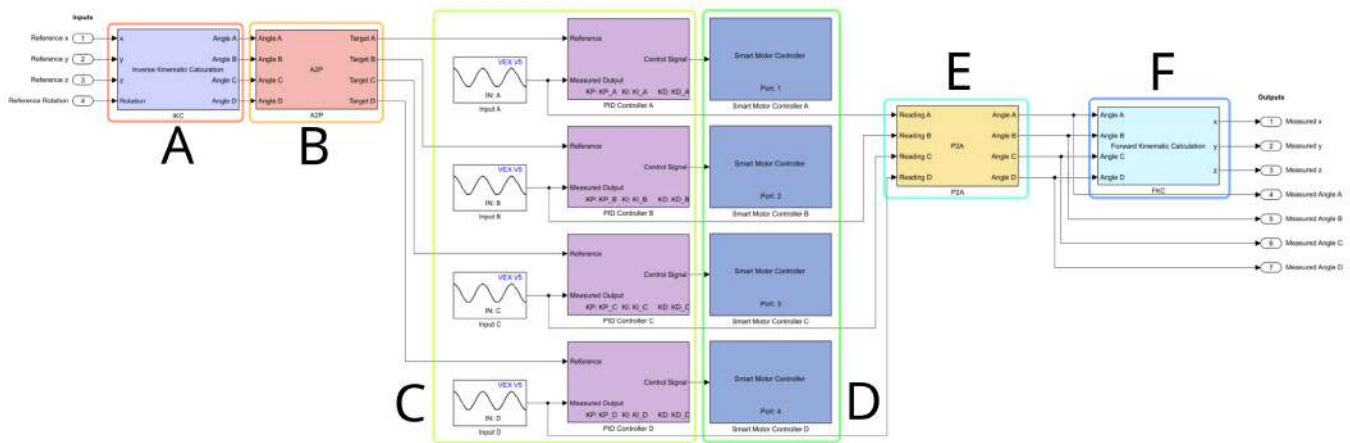 Inputs
Reference x
1
Reference y
2
Reference z
3
Reference Rotation
4
x
y
z
Rotation
Inverse Kinematic Calculation
Angle A
Angle B
Angle C
Angle D
IKC
A
Angle A
Angle B
Angle C
Angle D
A2P
Target A
Target B
Target C
Target D
A2P
B
VEX V5
IN: A
Input A
Reference
Control Signal
Measured Output
KP: KP_A KI: KI_A KD: KD_A
PID Controller A
Smart Motor Controller
Port: 1
Smart Motor Controller A
VEX V5
IN: B
Input B
Reference
Control Signal
Measured Output
KP: KP_B KI: KI_B KD: KD_B
PID Controller B
Smart Motor Controller
Port: 2
Smart Motor Controller B
VEX V5
IN: C
Input C
Reference
Control Signal
Measured Output
KP: KP_C KI: KI_C KD: KD_C
PID Controller C
Smart Motor Controller
Port: 3
Smart Motor Controller C
C
VEX V5
IN: D
Input D
Reference
Control Signal
Measured Output
KP: KP_D KI: KI_D KD: KD_D
PID Controller D
Smart Motor Controller
Port: 4
Smart Motor Controller D
D
E
Reading A
Reading B
Reading C
Reading D
P2A
Angle A
Angle B
Angle C
Angle D
P2A
F
Angle A
Angle B
Angle C
Angle D
Forward Kinematic Calculation
x
y
z
FKC
Outputs
1
Measured x
2
Measured y
3
Measured z
4
Measured Angle A
5
Measured Angle B
6
Measured Angle C
7
Measured Angle D